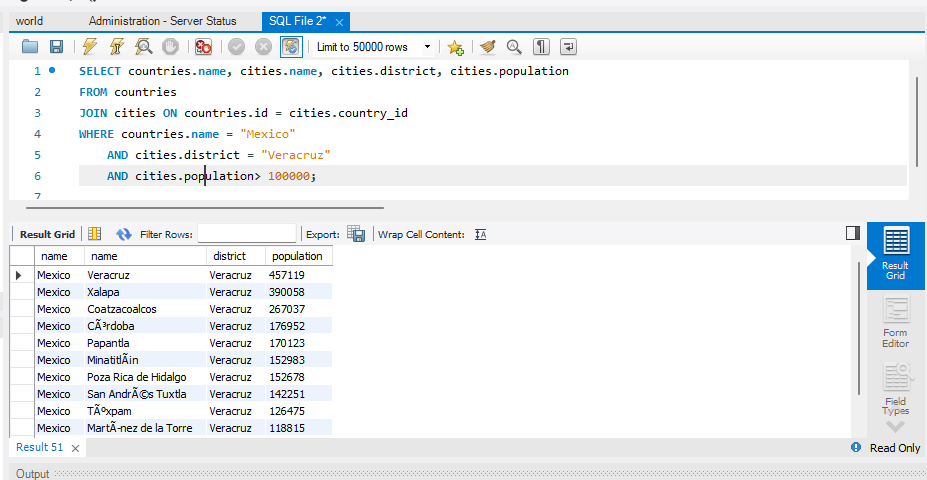 world Administration - Server Status SQL File 2*
Limit to 50000 rows
1 SELECT countries.name, cities.name, cities.district, cities.population
2 FROM countries
3 JOIN cities ON countries.id = cities.country_id
4 WHERE countries.name = "Mexico"
5 AND cities.district = "Veracruz"
6 AND cities.population> 100000;
7
Result Grid Filter Rows: Export: Wrap Cell Content:
name name district population
Mexico Veracruz Veracruz 457119
Mexico Xalapa Veracruz 390058
Mexico Coatzacoalcos Veracruz 267037
Mexico CÃ³rdoba Veracruz 176952
Mexico Papantla Veracruz 170123
Mexico MinatitlÃ¡n Veracruz 152983
Mexico Poza Rica de Hidalgo Veracruz 152678
Mexico San AndrÃ©s Tuxtla Veracruz 142251
Mexico TÃºxpam Veracruz 126475
Mexico MartÃ-nez de la Torre Veracruz 118815
Result
Grid
Form
Editor
Field
Types
Result 51
Read Only
Output